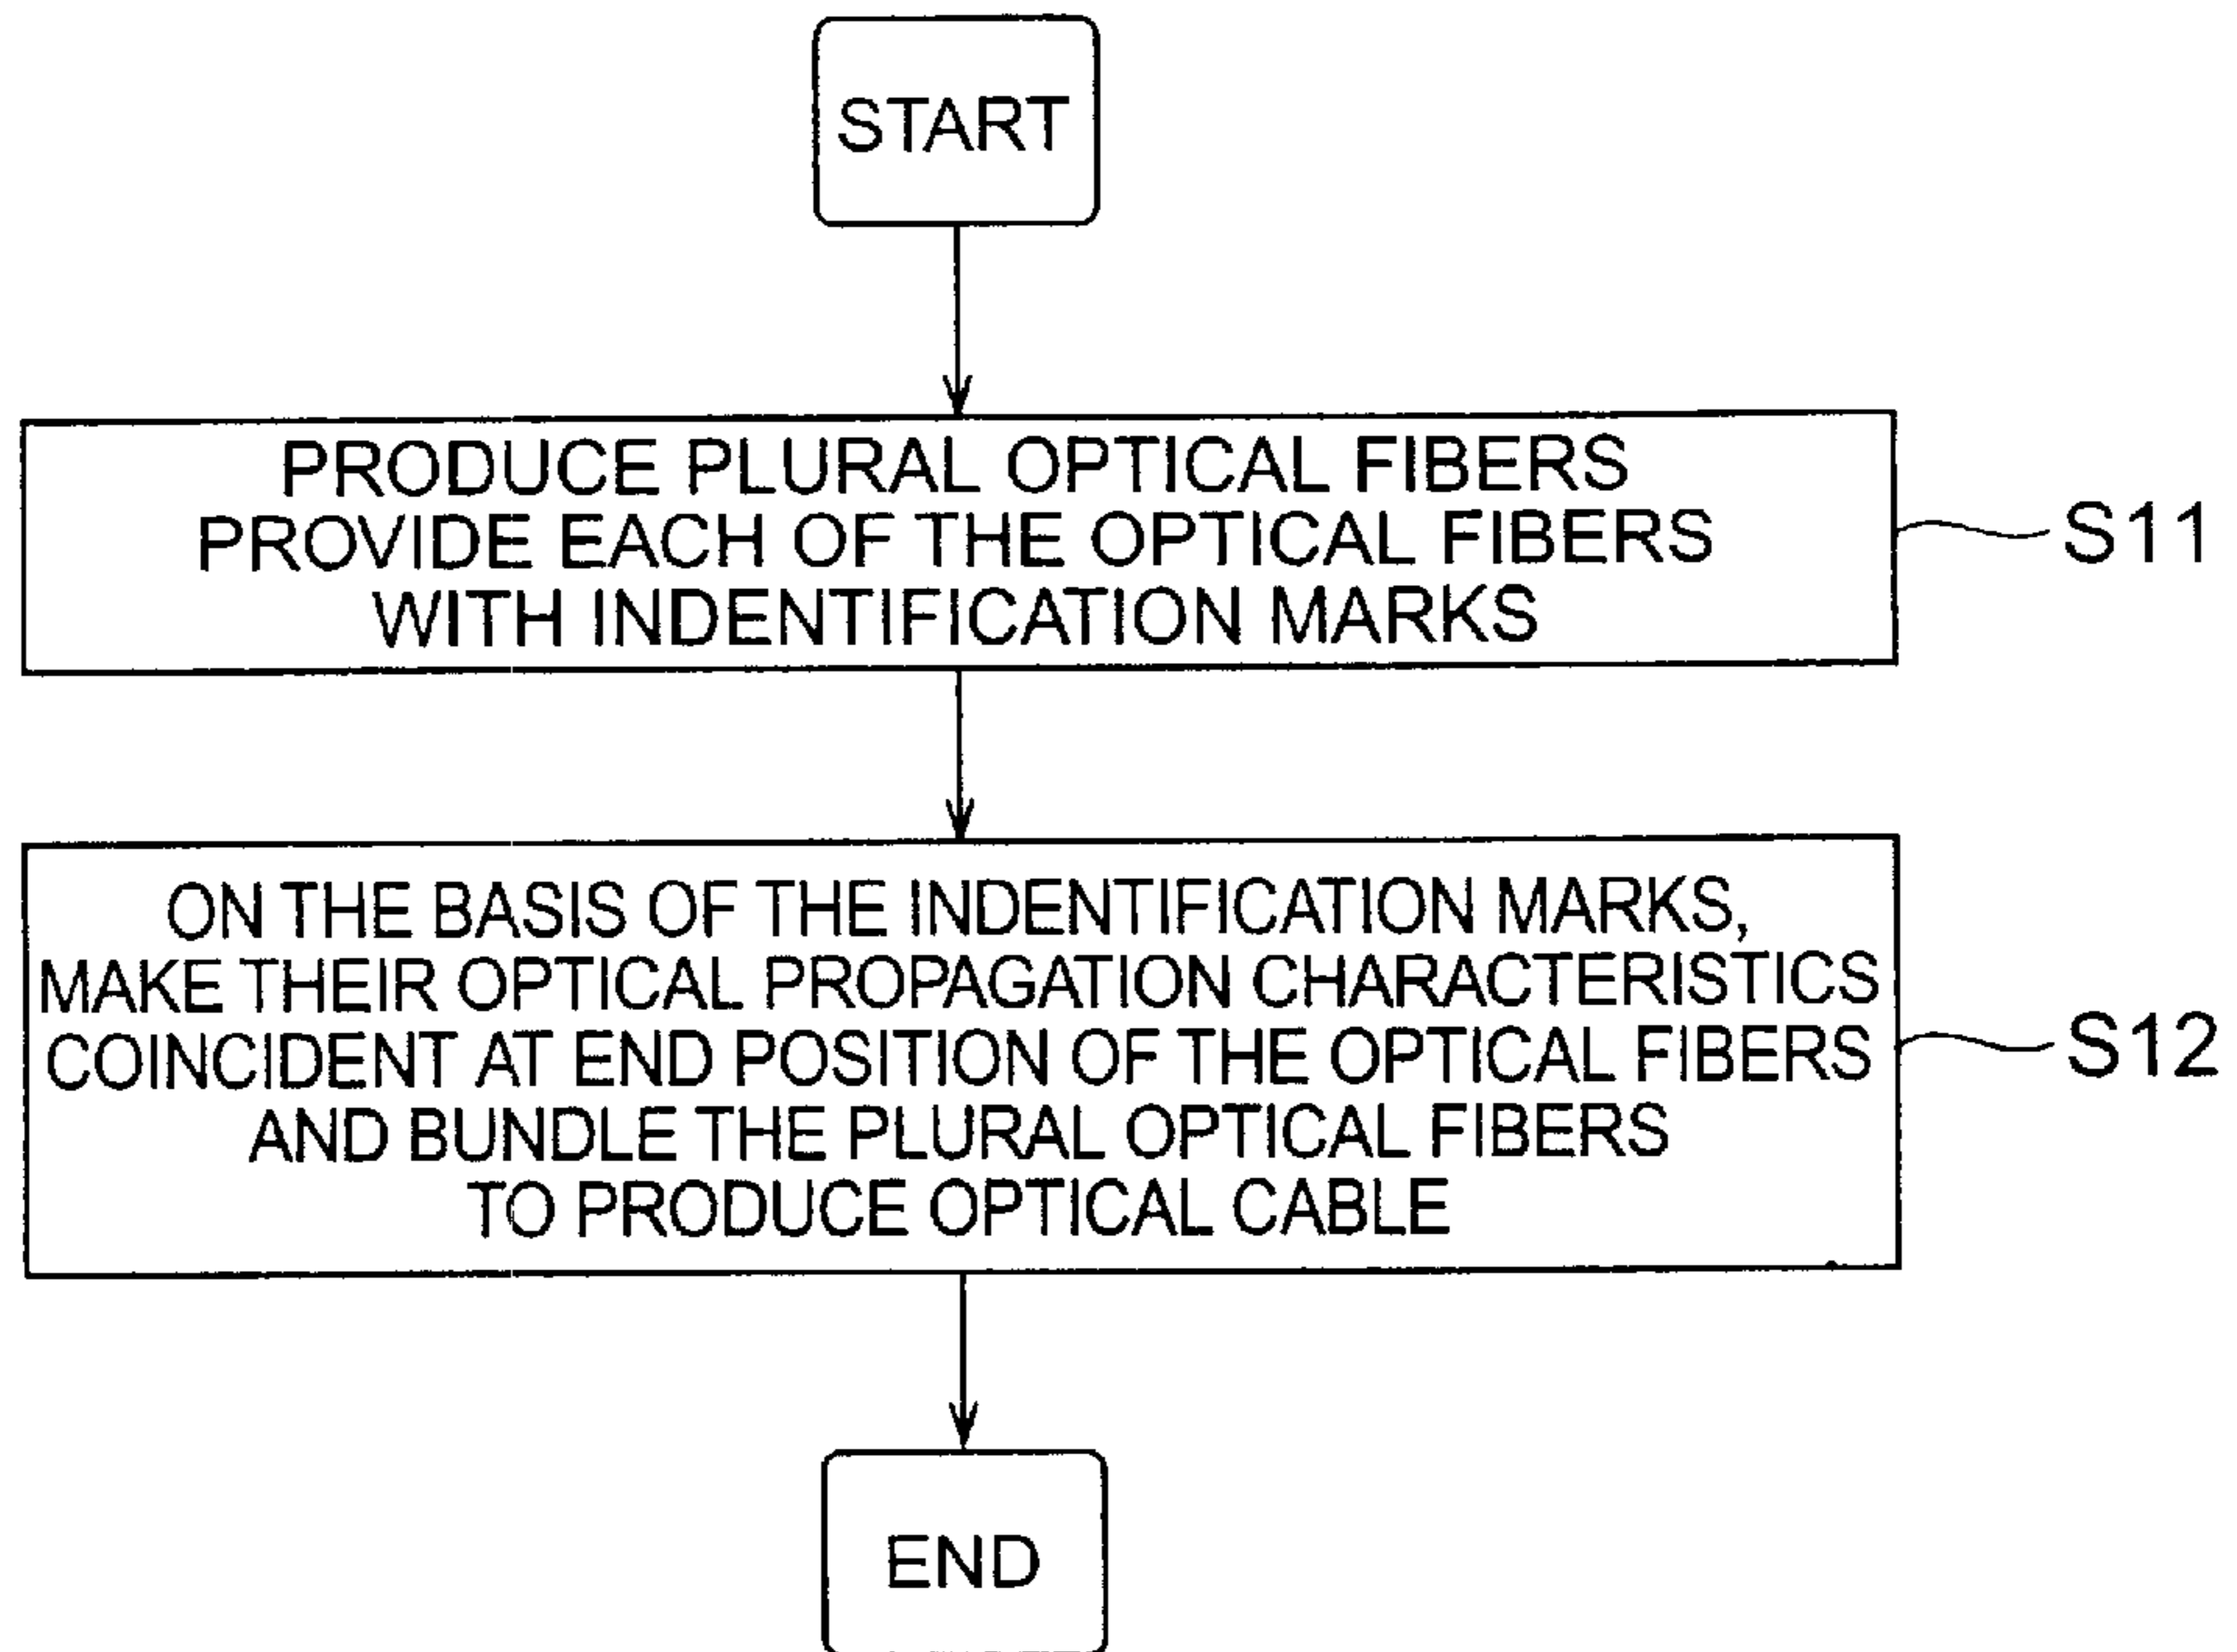 START
PRODUCE PLURAL OPTICAL FIBERS
PROVIDE EACH OF THE OPTICAL FIBERS
WITH INDENTIFICATION MARKS
S11
ON THE BASIS OF THE INDENTIFICATION MARKS,
MAKE THEIR OPTICAL PROPAGATION CHARACTERISTICS
COINCIDENT AT END POSITION OF THE OPTICAL FIBERS
AND BUNDLE THE PLURAL OPTICAL FIBERS
TO PRODUCE OPTICAL CABLE
S12
END